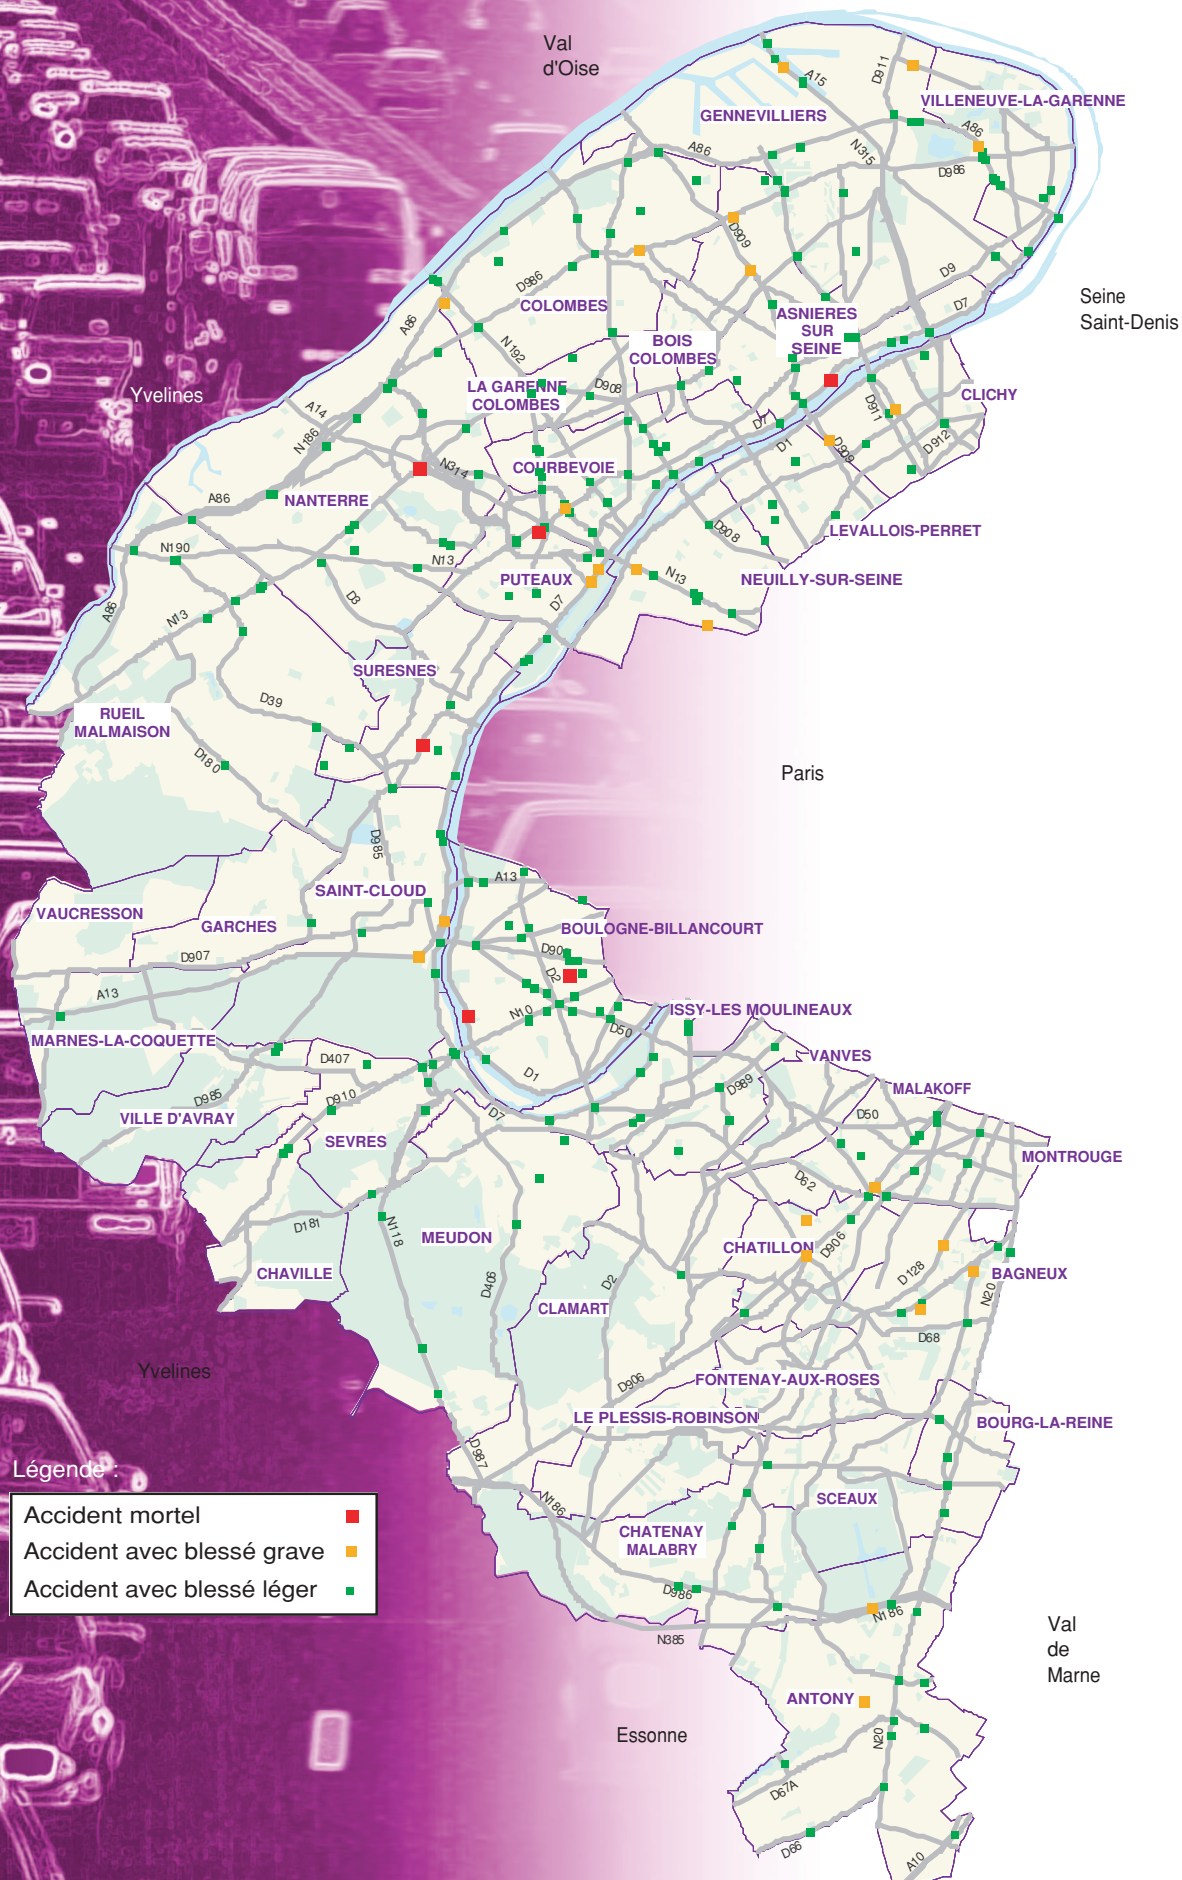 Val
d'Oise
A15
D911
VILLENEUVE-LA-GARENNE
GENNEVILLIERS
A86
A86
N315
D986
D909
D9
D986
COLOMBES
D7
Seine
Saint-Denis
A86
ASNIERES
SUR
SEINE
BOIS
COLOMBES
N192
Yvelines
LA GARENNE
COLOMBES
D908
CLICHY
A14
D911
D7
N186
D1
D909
D912
N314
COURBEVOIE
A86
NANTERRE
LEVALLOIS-PERRET
D908
N190
N13
PUTEAUX
N13
NEUILLY-SUR-SEINE
D3
D7
A86
N13
SURESNES
D39
RUEIL
MALMAISON
D180
Paris
D985
A13
SAINT-CLOUD
VAUCRESSON
GARCHES
BOULOGNE-BILLANCOURT
D907
D90
D2
A13
N10
ISSY-LES MOULINEAUX
D50
MARNES-LA-COQUETTE
D407
VANVES
D1
D989
MALAKOFF
D985
D910
VILLE D'AVRAY
D7
D50
SEVRES
MONTROUGE
D62
D181
N118
MEUDON
CHATILLON
D906
CHAVILLE
D406
D2
D128
BAGNEUX
N20
CLAMART
D68
Yvelines
D906
FONTENAY-AUX-ROSES
LE PLESSIS-ROBINSON
BOURG-LA-REINE
D987
Légende :
N186
SCEAUX
Accident mortel
CHATENAY
MALABRY
Accident avec blessé grave
Accident avec blessé léger
D986
N186
N385
Val
de
Marne
ANTONY
Essonne
N20
D67A
D66
A10